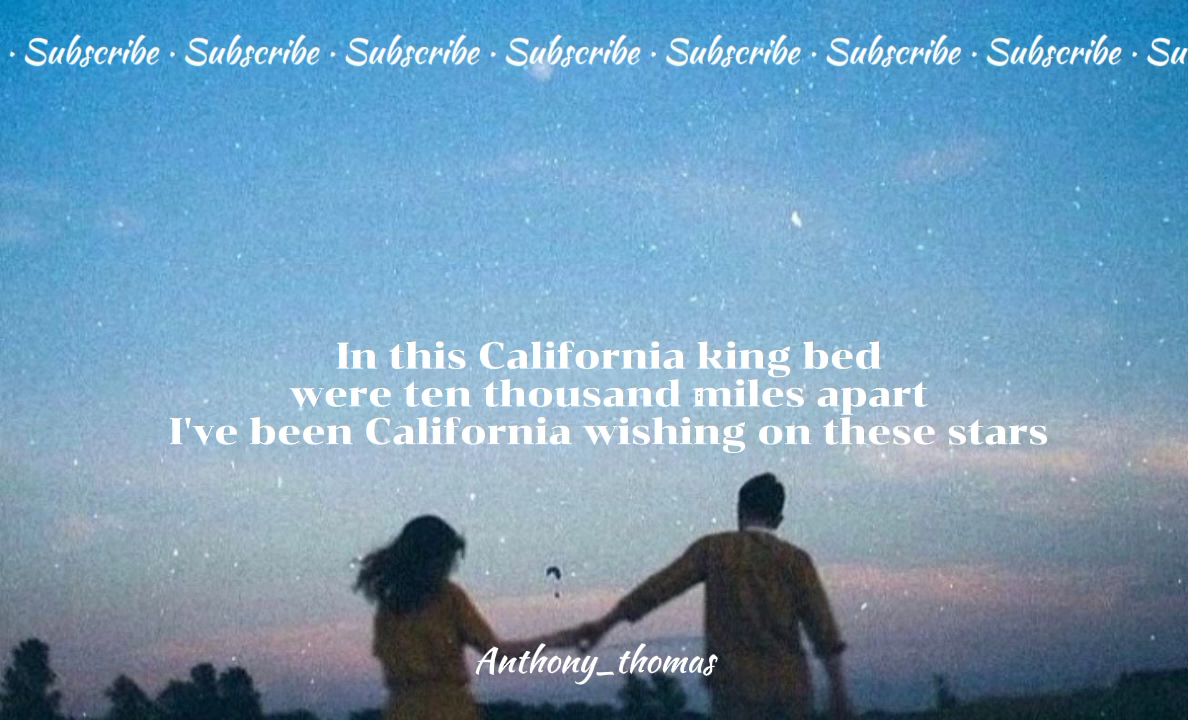 · Subscribe · Subscribe · Subscribe · Subscribe · Subscribe · Subscribe · Subscribe · Su
In this California king bed
were ten thousand miles apart
I've been California wishing on these stars
Anthony_thomas